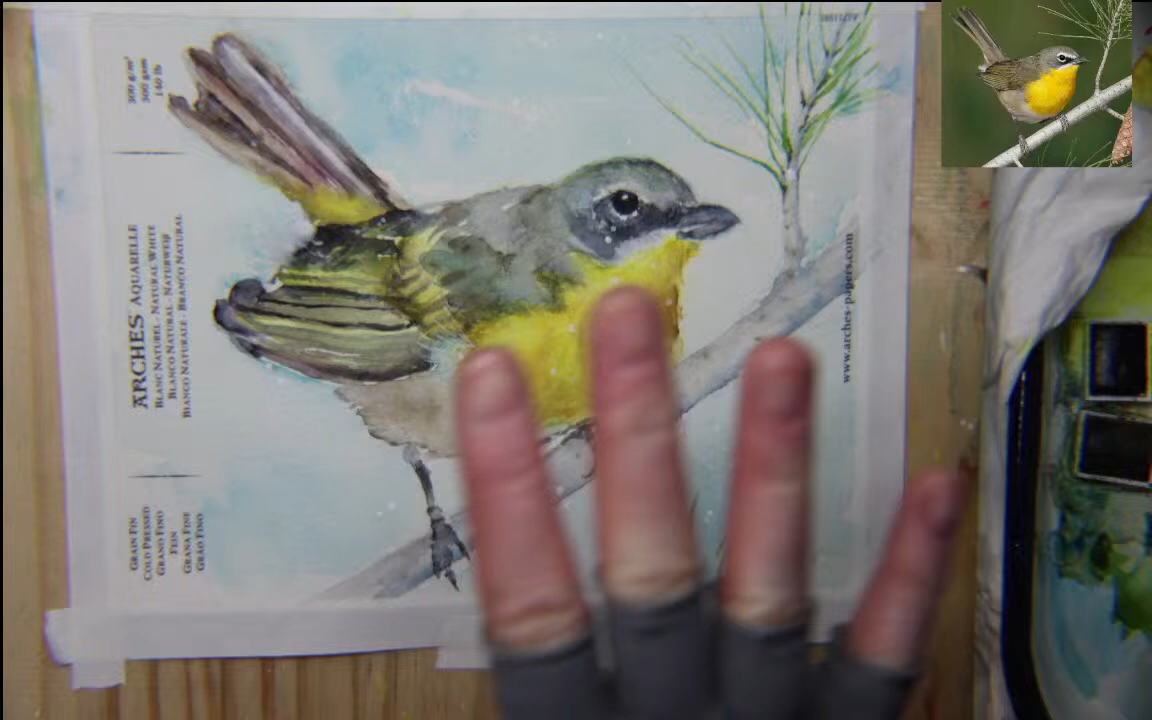 300 g/m²
300 gsm
140 lb
ARCHES® AQUARELLE
BLANC NATUREL - NATURAL WHITE
BLANCO NATURAL - NATURWEIß
BIANCO NATURALE - BRANCO NATURAL
GRAIN FIN
COLD PRESSED
GRANO FINO
FEIN
GRANA FINE
GRÃO FINO
www.arches-papers.com